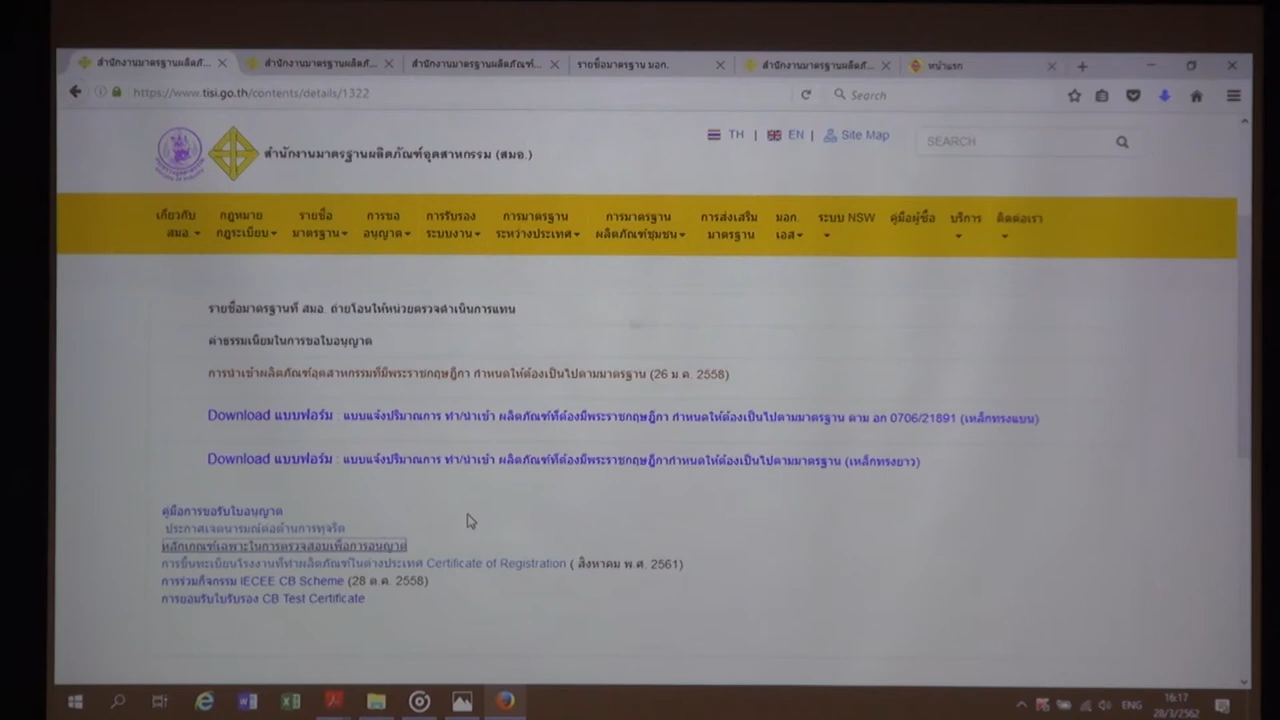 สำนักงานมาตรฐานผลิตภั...
สำนักงานมาตรฐานผลิตภั...
สำนักงานมาตรฐานผลิตภัณฑ์...
รายชื่อมาตรฐาน มอก.
สำนักงานมาตรฐานผลิตภั...
หน้าแรก
https://www.tisi.go.th/contents/details/1322
Search
TH | EN | Site Map
SEARCH
สำนักงานมาตรฐานผลิตภัณฑ์อุตสาหกรรม (สมอ.)
เกี่ยวกับ สมอ.
กฎหมาย กฎระเบียบ
รายชื่อ มาตรฐาน
การขอ อนุญาต
การรับรอง ระบบงาน
การมาตรฐาน ระหว่างประเทศ
การมาตรฐาน ผลิตภัณฑ์ชุมชน
การส่งเสริม มาตรฐาน
มอก. เอส
ระบบ NSW
คู่มือผู้ซื้อ
บริการ
ติดต่อเรา
รายชื่อมาตรฐานที่ สมอ. ถ่ายโอนให้หน่วยตรวจดำเนินการแทน
ค่าธรรมเนียมในการขอใบอนุญาต
การนำเข้าผลิตภัณฑ์อุตสาหกรรมที่มีพระราชกฤษฎีกา กำหนดให้ต้องเป็นไปตามมาตรฐาน (26 ม.ค. 2558)
Download แบบฟอร์ม : แบบแจ้งปริมาณการ ทำ/นำเข้า ผลิตภัณฑ์ที่ต้องมีพระราชกฤษฎีกา กำหนดให้ต้องเป็นไปตามมาตรฐาน ตาม อก 0706/21891 (เหล็กทรงแบน)
Download แบบฟอร์ม : แบบแจ้งปริมาณการ ทำ/นำเข้า ผลิตภัณฑ์ที่ต้องมีพระราชกฤษฎีกากำหนดให้ต้องเป็นไปตามมาตรฐาน (เหล็กทรงยาว)
คู่มือการขอรับใบอนุญาต
ประกาศเจตนารมณ์ต่อต้านการทุจริต
หลักเกณฑ์เฉพาะในการตรวจสอบเพื่อการอนุญาต
การขึ้นทะเบียนโรงงานที่ทำผลิตภัณฑ์ในต่างประเทศ Certificate of Registration ( สิงหาคม พ.ศ. 2561)
การร่วมกิจกรรม IECEE CB Scheme (28 ต.ค. 2558)
การยอมรับใบรับรอง CB Test Certificate
ENG
16:17
28/3/2562